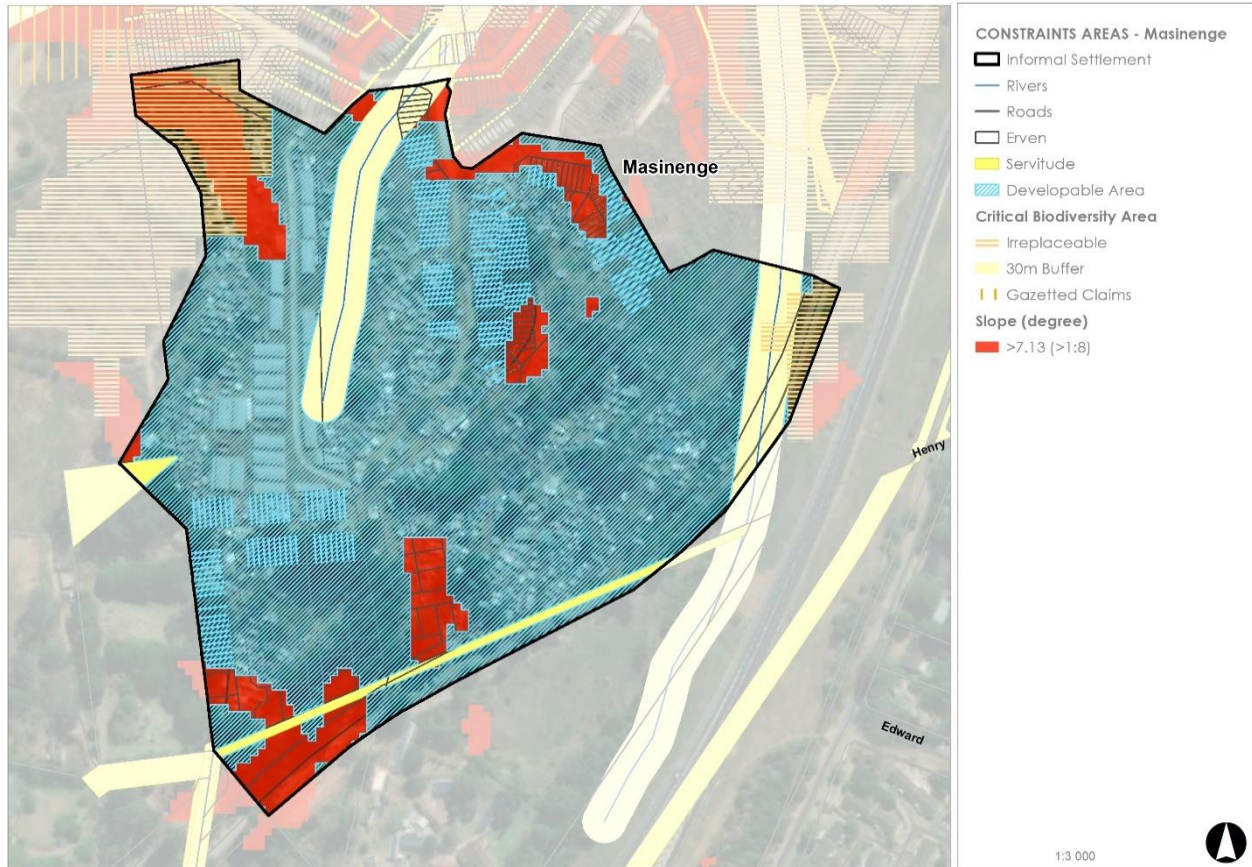 Masinenge
Henry
Edward
CONSTRAINTS AREAS - Masinenge
Informal Settlement
Rivers
Roads
Erven
Servitude
Developable Area
Critical Biodiversity Area
Irreplaceable
30m Buffer
Gazetted Claims
Slope (degree)
>7.13 (>1:8)
1:3 000